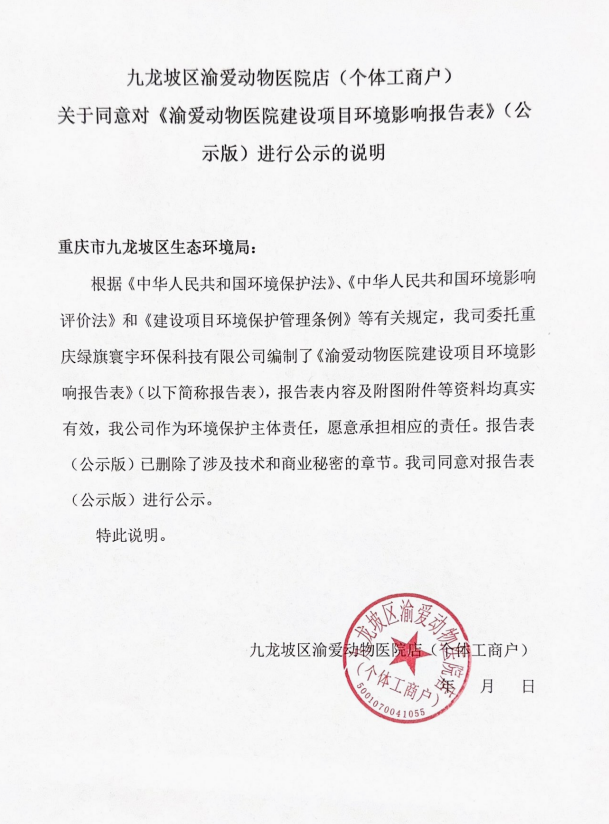 九龙坡区渝爱动物医院店（个体工商户）
关于同意对《渝爱动物医院建设项目环境影响报告表》（公
示版）进行公示的说明
重庆市九龙坡区生态环境局：
根据《中华人民共和国环境保护法》、《中华人民共和国环境影响
评价法》和《建设项目环境保护管理条例》等有关规定，我司委托重
庆绿旗寰宇环保科技有限公司编制了《渝爱动物医院建设项目环境影
响报告表》（以下简称报告表），报告表内容及附图附件等资料均真实
有效，我公司作为环境保护主体责任，愿意承担相应的责任。报告表
（公示版）已删除了涉及技术和商业秘密的章节。我司同意对报告表
（公示版）进行公示。
特此说明。
九龙坡区渝爱动物医院店（个体工商户）
年 月 日
九龙坡区渝爱动物医院店
（个体工商户）
5001070041055